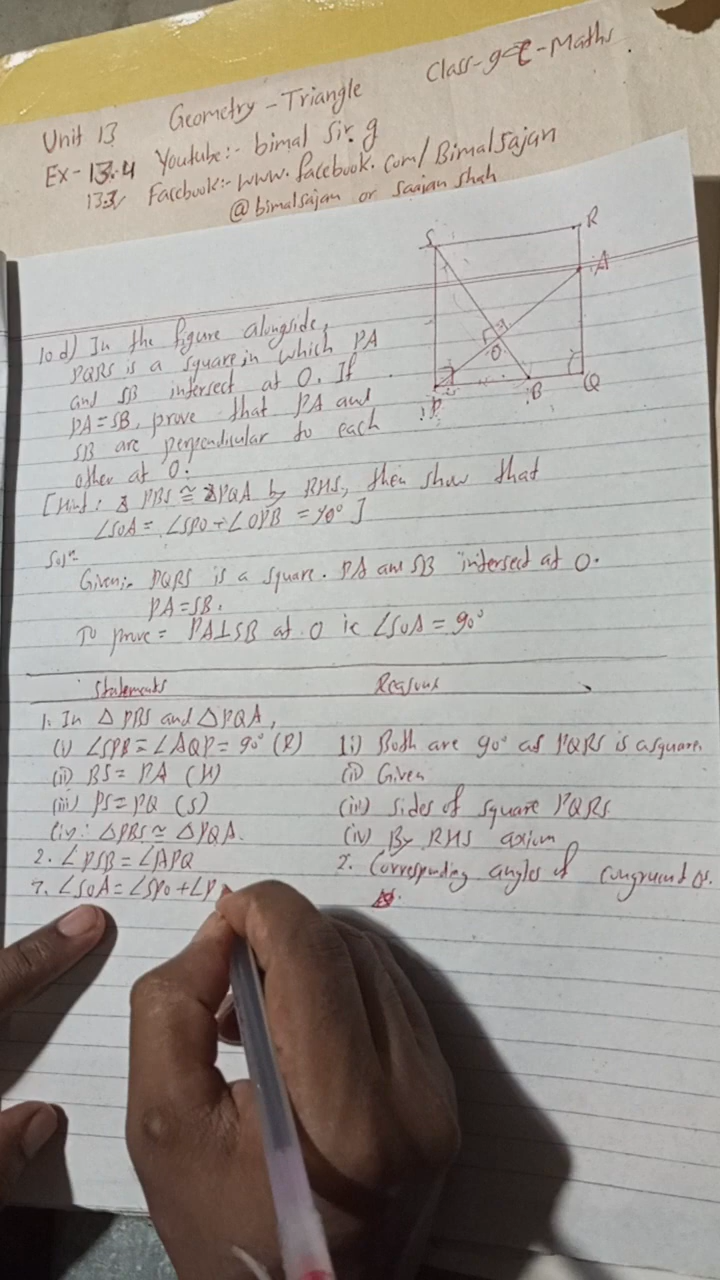 Unit 13 Geometry - Triangle Class-9 - Maths
Ex- 13.4 Youtube:- bimal sir. g
13.3/ Facebook:- www.facebook.com/Bimalsajan
@bimalsajan or sajan shah
S R
A
O
P B Q
10 d) In the figure alongside,
PQRS is a square in which PA
and SB intersect at O. If
PA=SB, prove that PA and
SB are perpendicular to each
other at O.
[Hint: Δ PBS ≅ ΔPQA by RHS, then show that
∠SOA = ∠SPO + ∠OPB = 90° ]
Solⁿ
Given:- PQRS is a square. PA and SB intersect at O.
PA=SB.
To prove = PA⊥SB at O ie ∠SOA = 90°
Statements Reasons
1. In Δ PBS and ΔPQA,
(i) ∠SPB = ∠AQP = 90° (R) 1i) Both are 90° as PQRS is a square.
(ii) BS = PA (H) (ii) Given
(iii) PS = PQ (S) (iii) sides of square PQRS
(iv) ∴ ΔPBS ≅ ΔPQA. (iv) By RHS axiom
2. ∠PSB = ∠APQ 2. Corresponding angles of congruent Δs.
∠SOA = ∠SPO + ∠P